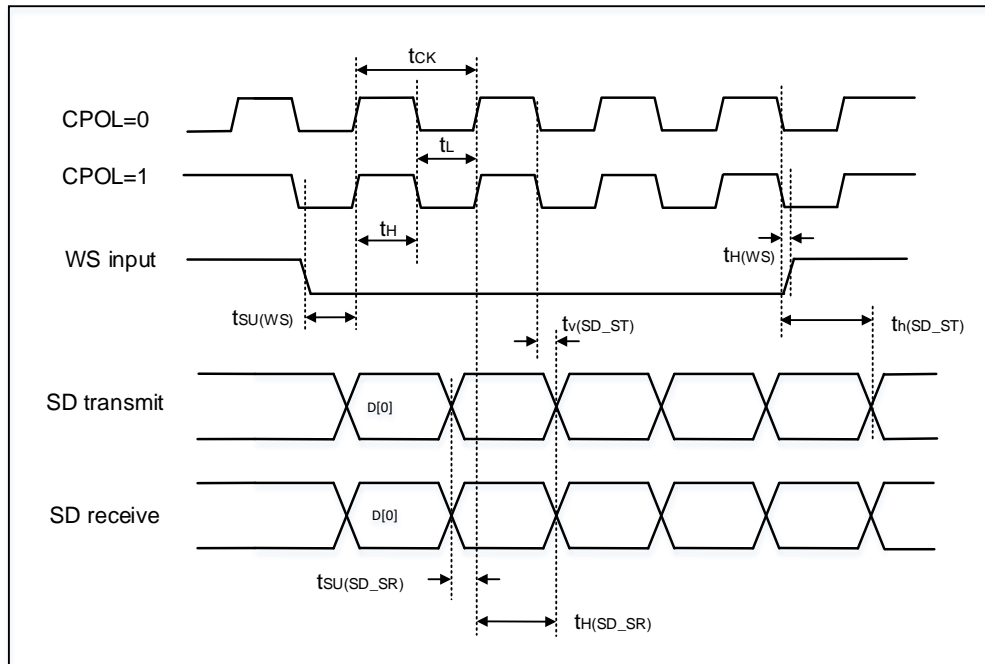 tCK
CPOL=0
tL
CPOL=1
tH
tH(WS)
WS input
tSU(WS)
tv(SD_ST)
th(SD_ST)
SD transmit
D[0]
SD receive
D[0]
tSU(SD_SR)
tH(SD_SR)